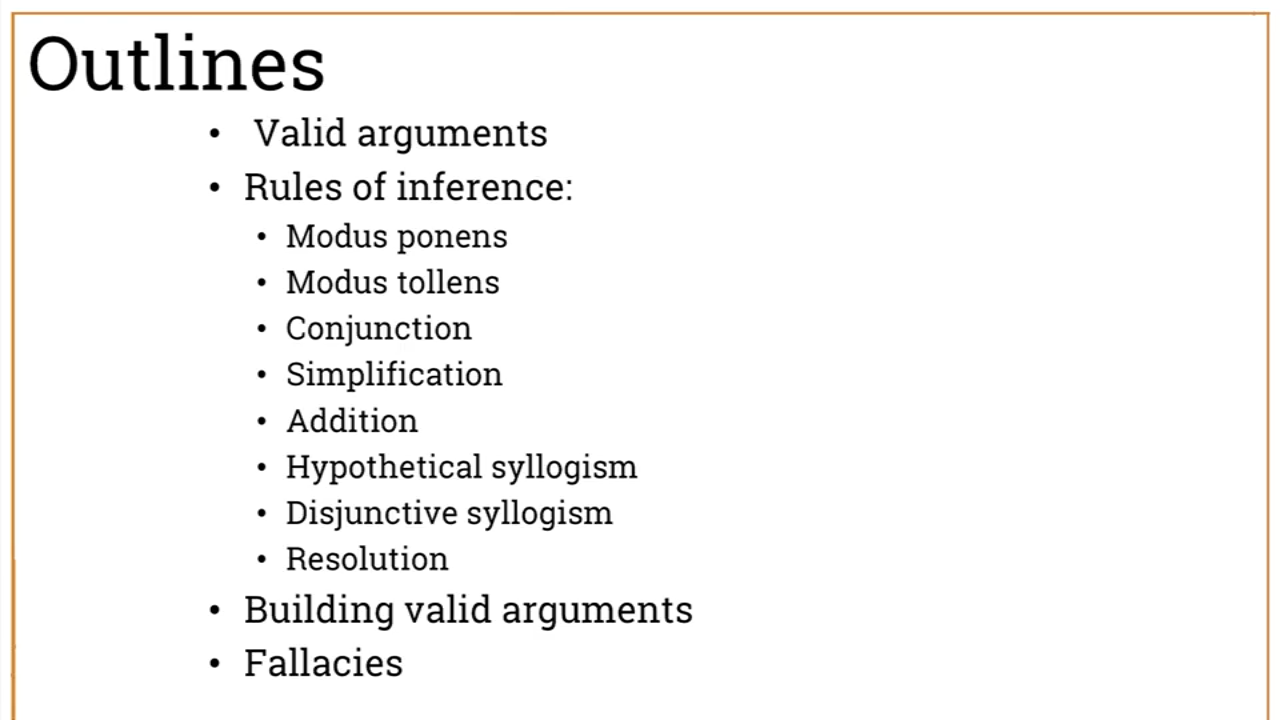 Outlines
• Valid arguments
• Rules of inference:
• Modus ponens
• Modus tollens
• Conjunction
• Simplification
• Addition
• Hypothetical syllogism
• Disjunctive syllogism
• Resolution
• Building valid arguments
• Fallacies